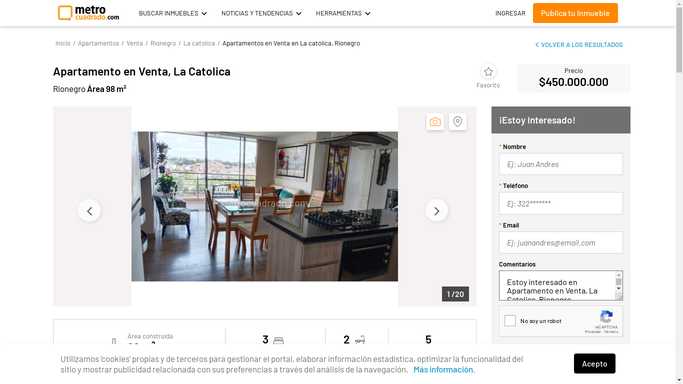 metro
cuadrado.com
BUSCAR INMUEBLES
NOTICIAS Y TENDENCIAS
HERRAMIENTAS
INGRESAR
Publica tu Inmueble
Inicio / Apartamentos / Venta / Rionegro / La catolica / Apartamentos en Venta en La catolica, Rionegro
VOLVER A LOS RESULTADOS
Apartamento en Venta, La Catolica
Rionegro Área 98 m²
Favorito
Precio
$450.000.000
1 / 20
¡Estoy Interesado!
* Nombre
Ej: Juan Andres
* Teléfono
Ej: 322*******
* Email
Ej: juanandres@email.com
Comentarios
Estoy interesado en
Apartamento en Venta, La
Catolica, Rionegro
No soy un robot
reCAPTCHA
Privacidad - Términos
Área construida
3
2
5
Utilizamos 'cookies' propias y de terceros para gestionar el portal, elaborar información estadística, optimizar la funcionalidad del
sitio y mostrar publicidad relacionada con sus preferencias a través del análisis de la navegación. Más información.
Acepto